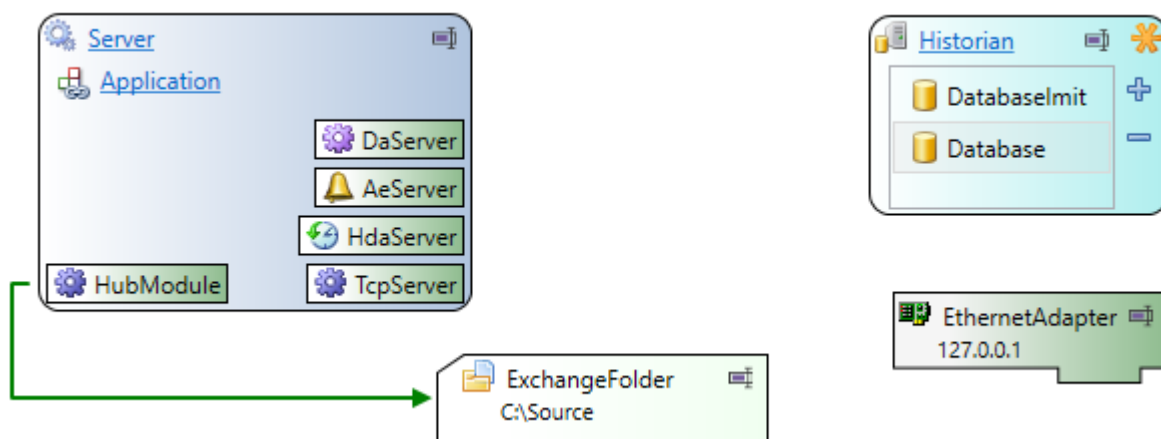 Server
Application
DaServer
AeServer
HdaServer
HubModule
TcpServer
Historian
DatabaseImit
Database
EthernetAdapter
127.0.0.1
ExchangeFolder
C:\Source